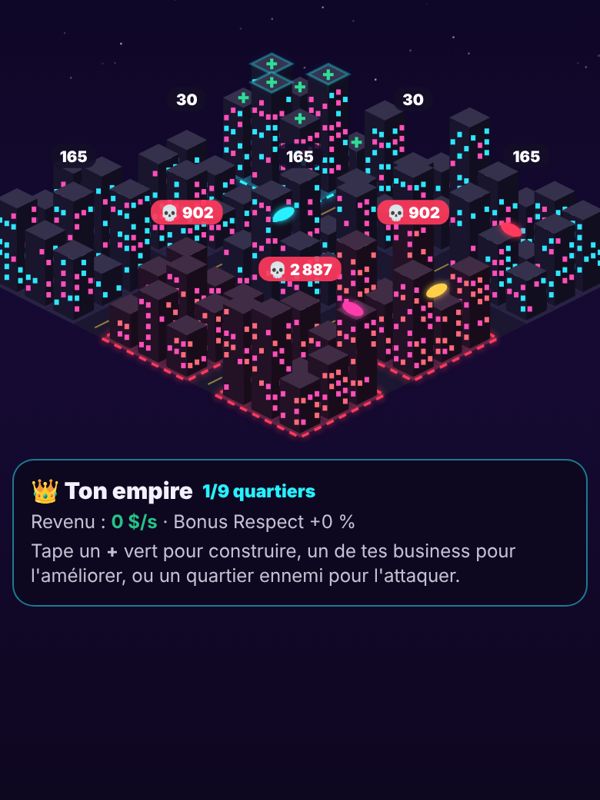 30
30
165
165
165
💀 902
💀 902
💀 2 887
👑 Ton empire 1/9 quartiers
Revenu : 0 $/s · Bonus Respect +0 %
Tape un + vert pour construire, un de tes business pour
l'améliorer, ou un quartier ennemi pour l'attaquer.